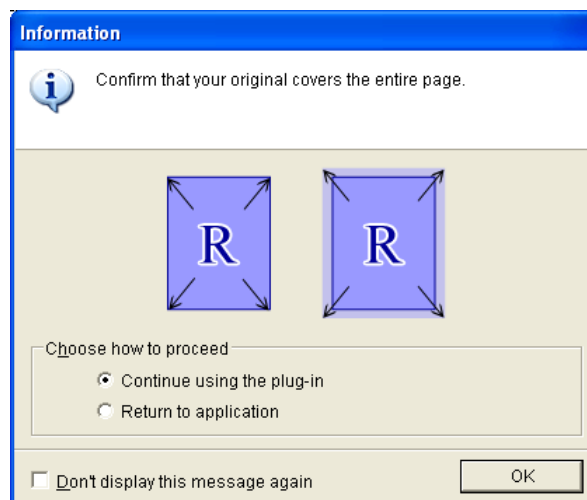 Information
Confirm that your original covers the entire page.
R R
Choose how to proceed
Continue using the plug-in
Return to application
Don't display this message again
OK